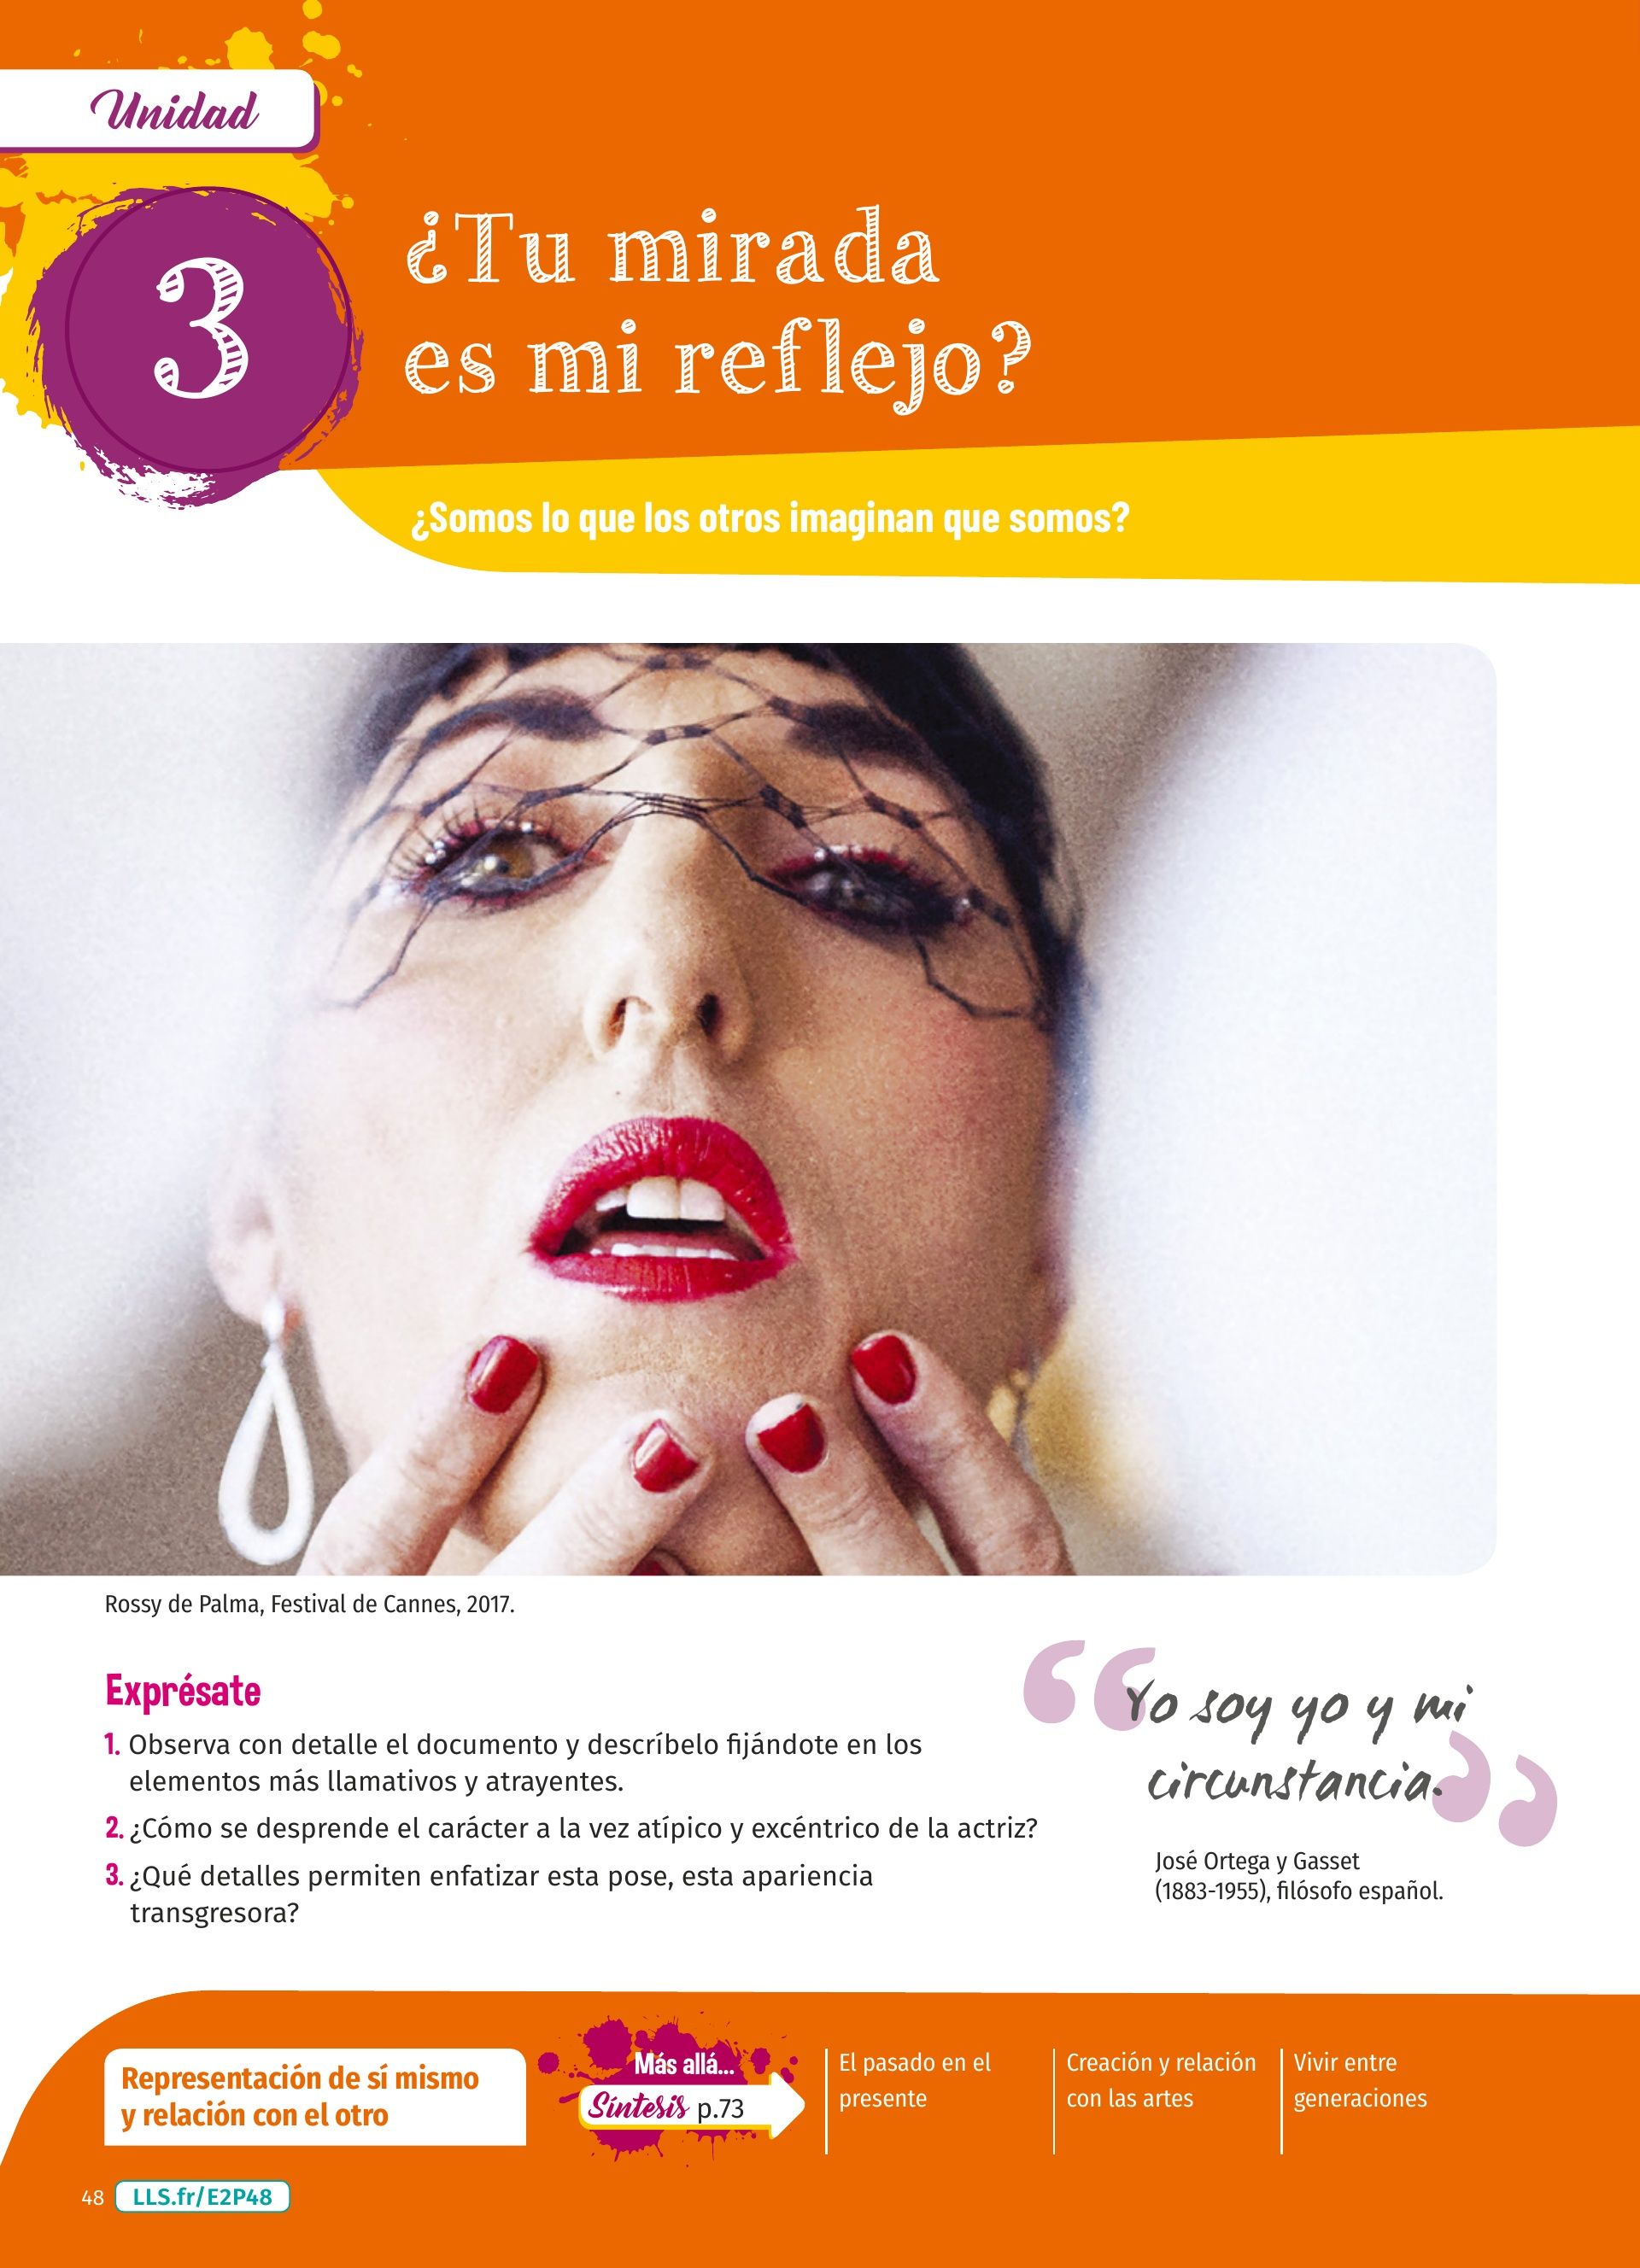 Unidad
3
¿Tu mirada
es mi reflejo?
¿Somos lo que los otros imaginan que somos?
Rossy de Palma, Festival de Cannes, 2017.
Exprésate
1. Observa con detalle el documento y descríbelo fijándote en los
elementos más llamativos y atrayentes.
2. ¿Cómo se desprende el carácter a la vez atípico y excéntrico de la actriz?
3. ¿Qué detalles permiten enfatizar esta pose, esta apariencia
transgresora?
“Yo soy yo y mi
circunstancia.”
José Ortega y Gasset
(1883-1955), filósofo español.
Representación de sí mismo
y relación con el otro
Más allá...
Síntesis p.73
El pasado en el
presente
Creación y relación
con las artes
Vivir entre
generaciones
48 LLS.fr/E2P48